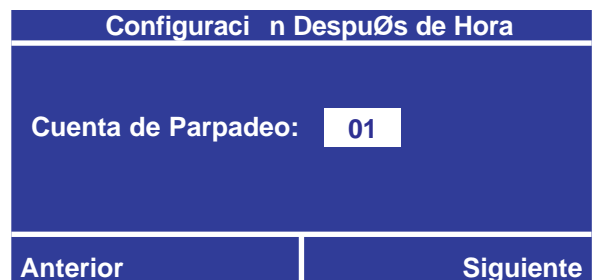 Configuraci n DespuØs de Hora
Cuenta de Parpadeo: 01
Anterior Siguiente